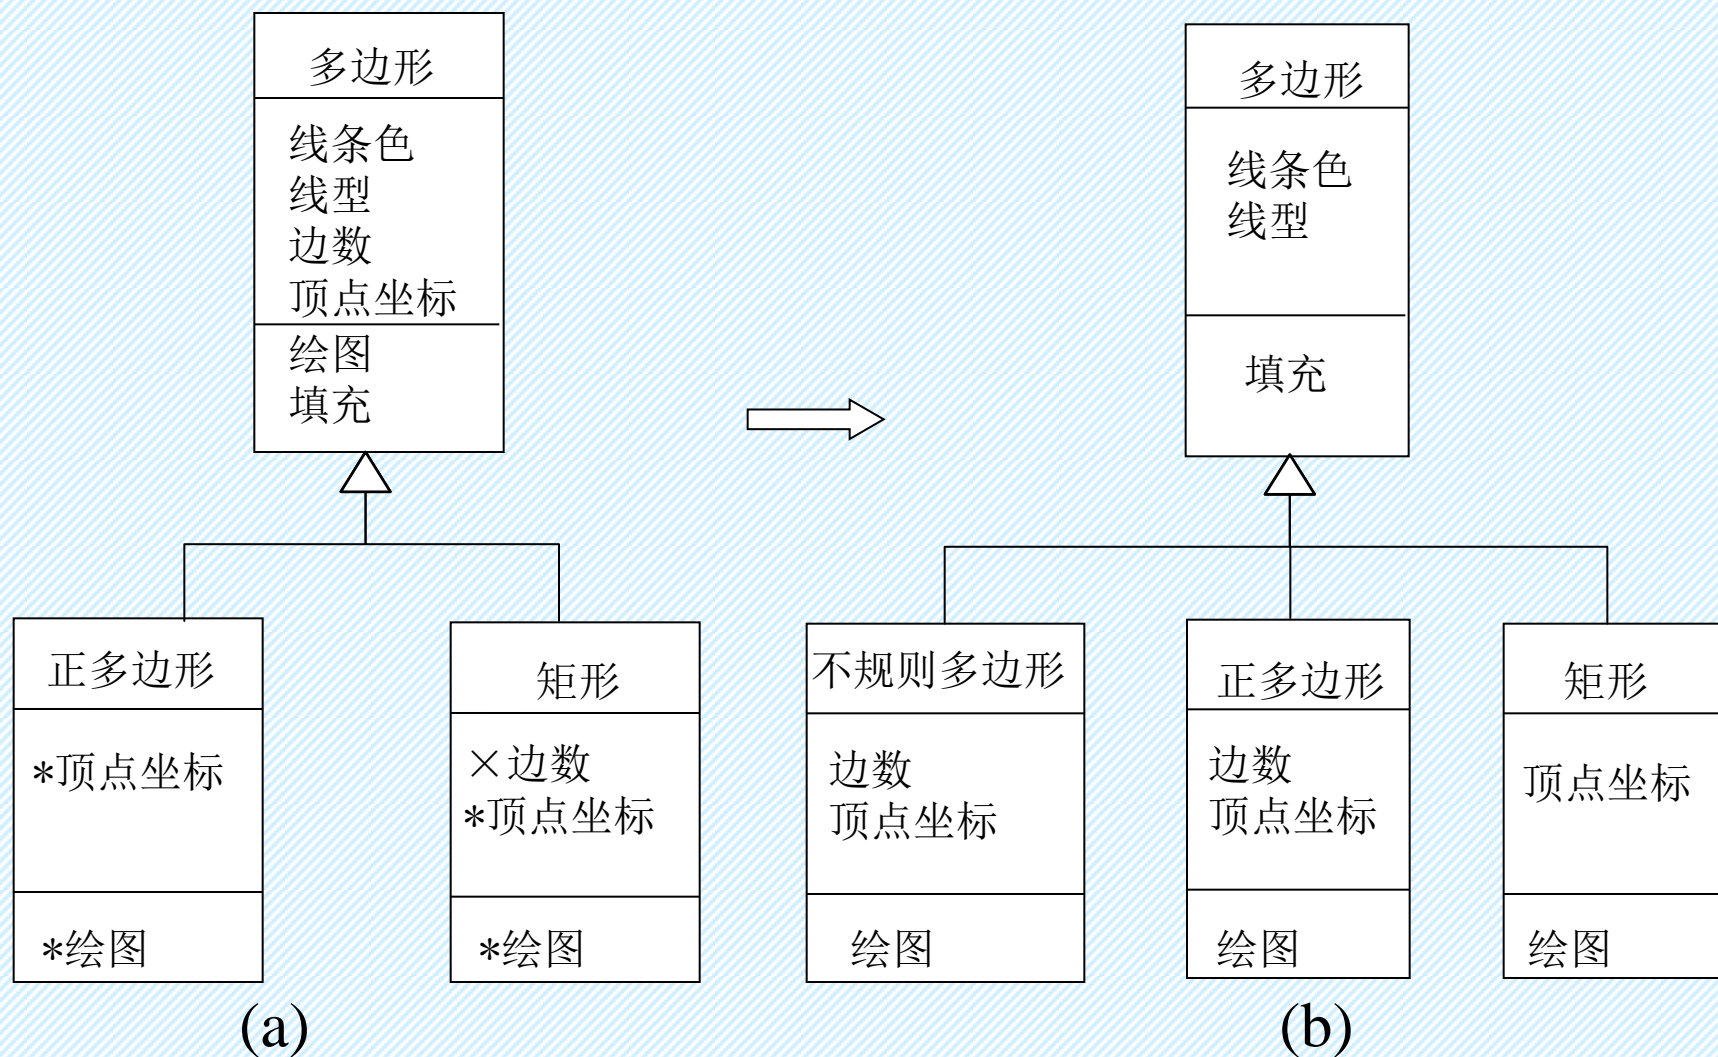 多边形
线条色
线型
边数
顶点坐标
绘图
填充
正多边形
*顶点坐标
*绘图
矩形
×边数
*顶点坐标
*绘图
(a)
多边形
线条色
线型
填充
不规则多边形
边数
顶点坐标
绘图
正多边形
边数
顶点坐标
绘图
矩形
顶点坐标
绘图
(b)